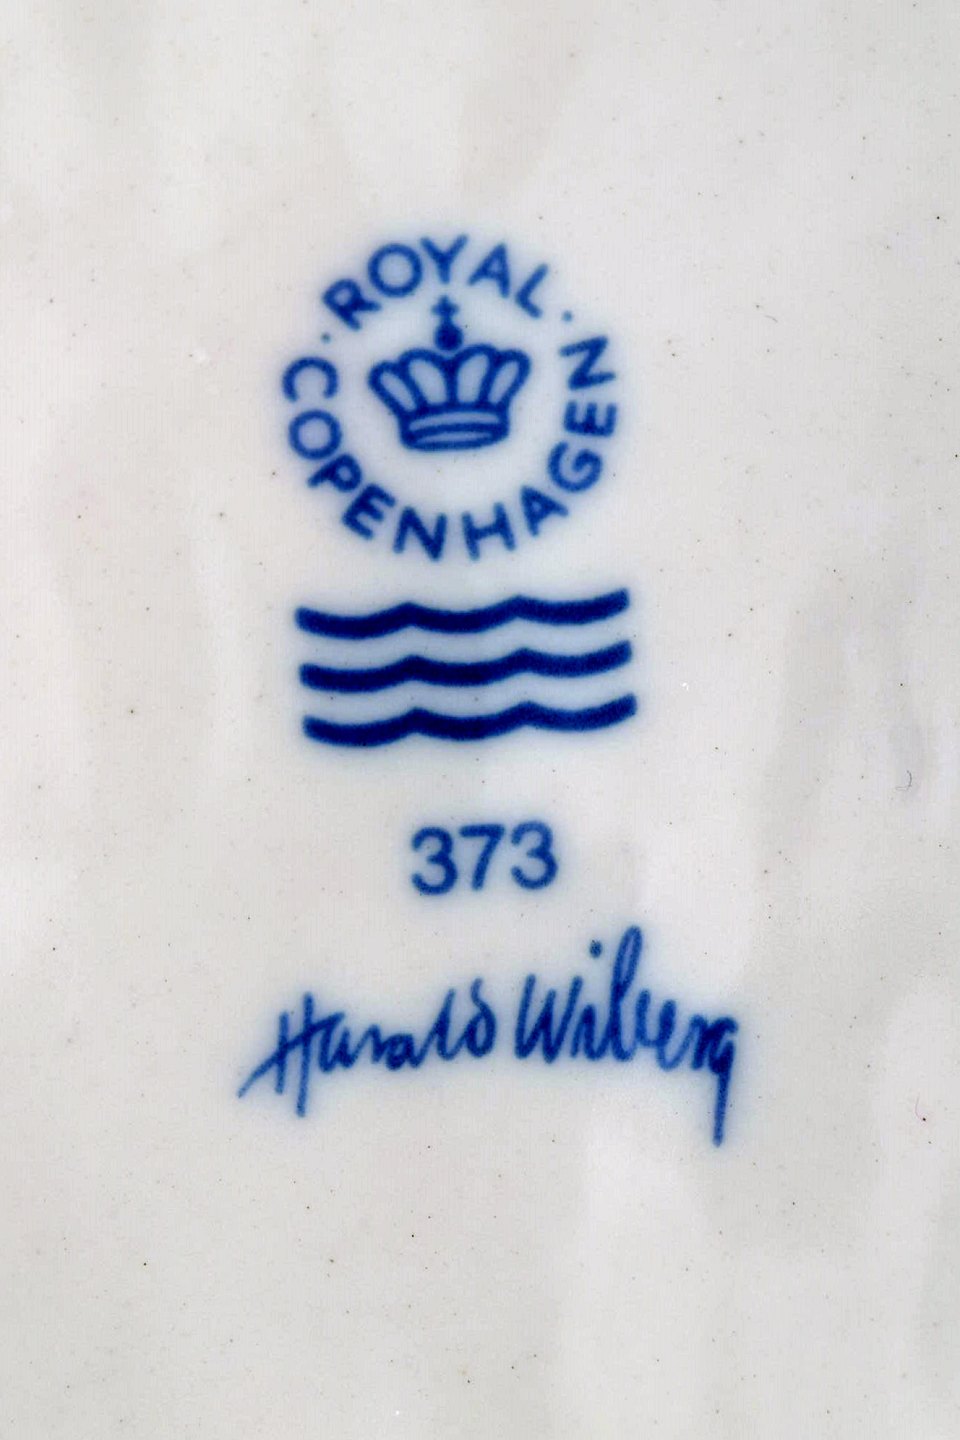 · ROYAL ·
COPENHAGEN
373
Harald Wiberg